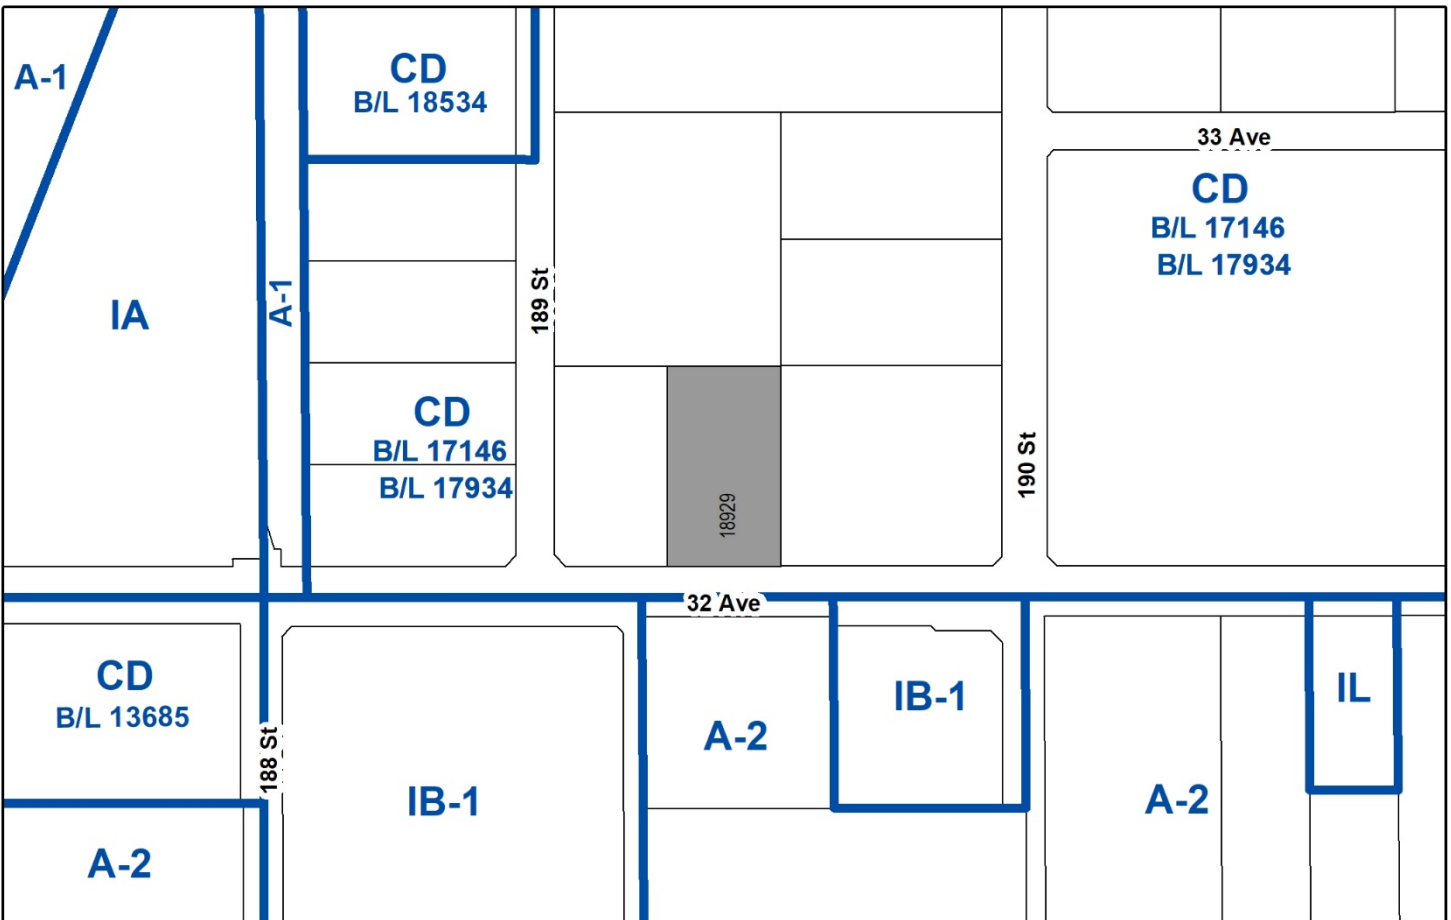 A-1
CD
B/L 18534
33 Ave
CD
B/L 17146
B/L 17934
IA
A-1
189 St
CD
B/L 17146
B/L 17934
190 St
18929
32 Ave
CD
B/L 13685
188 St
IB-1
A-2
IB-1
A-2
IL
A-2